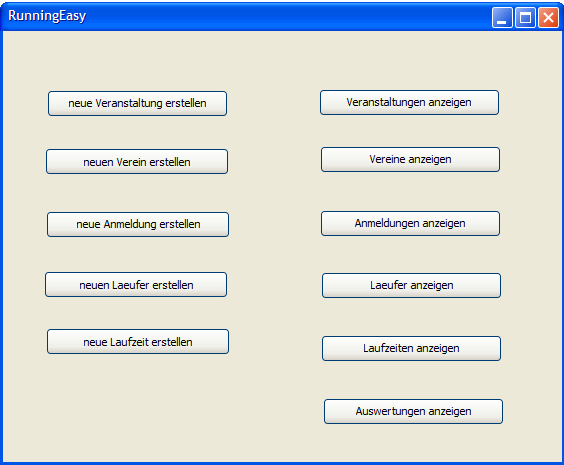 RunningEasy
neue Veranstaltung erstellen
Veranstaltungen anzeigen
neuen Verein erstellen
Vereine anzeigen
neue Anmeldung erstellen
Anmeldungen anzeigen
neuen Laeufer erstellen
Laeufer anzeigen
neue Laufzeit erstellen
Laufzeiten anzeigen
Auswertungen anzeigen